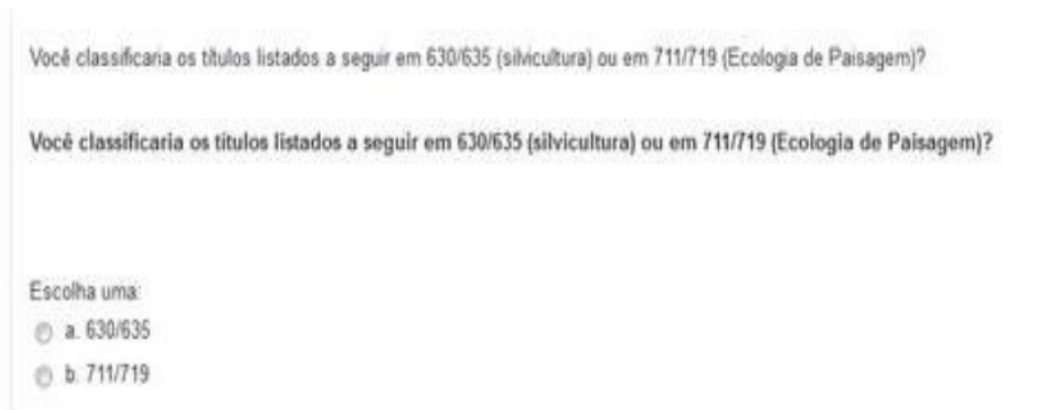 Você classificaria os títulos listados a seguir em 630/635 (silvicultura) ou em 711/719 (Ecologia de Paisagem)?
Você classificaria os títulos listados a seguir em 630/635 (silvicultura) ou em 711/719 (Ecologia de Paisagem)?
Escolha uma:
a. 630/635
b. 711/719